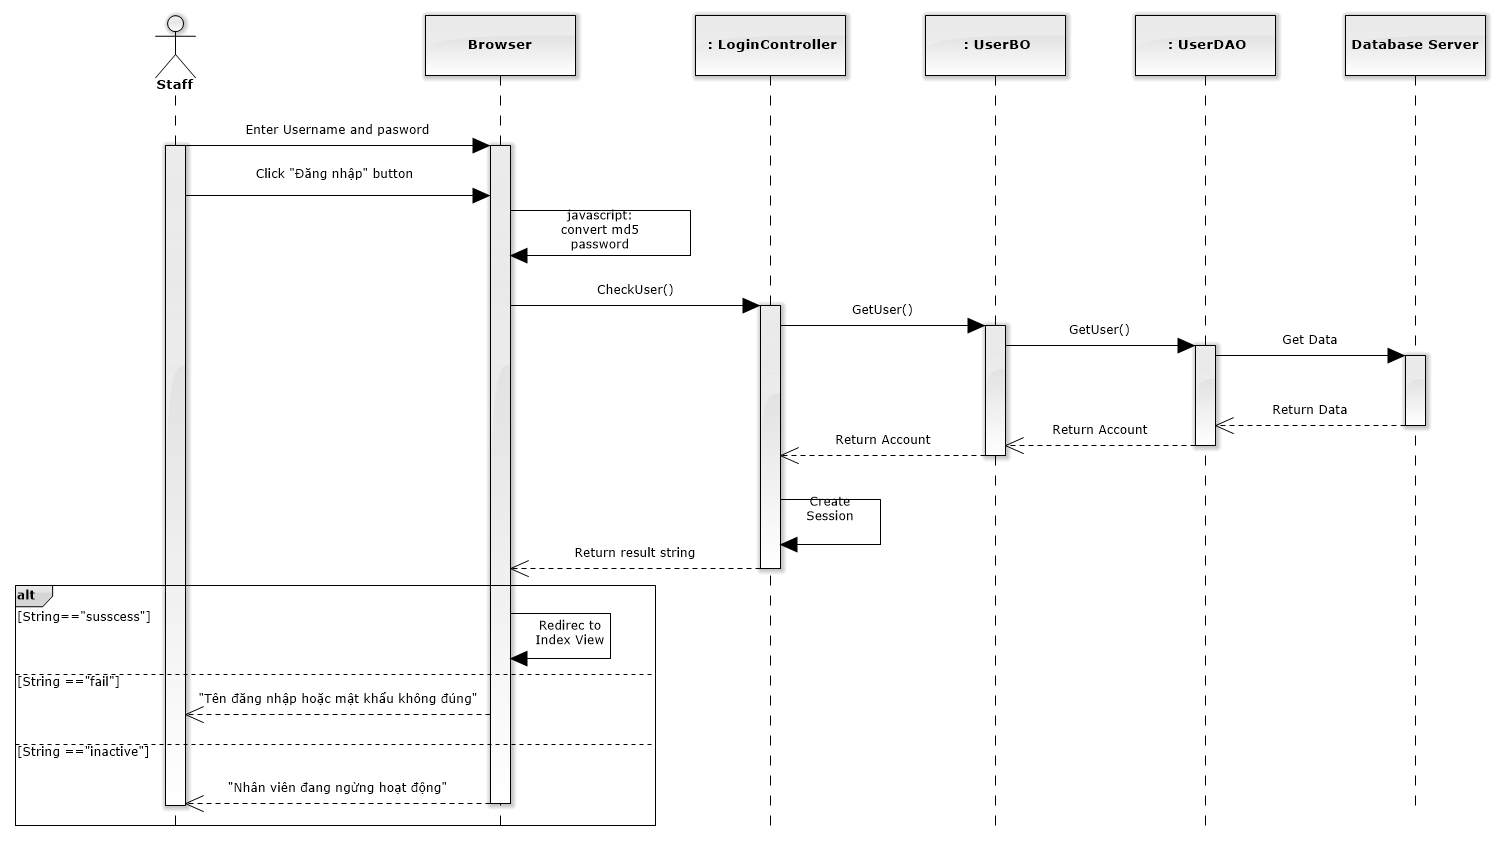 Staff
Browser
: LoginController
: UserBO
: UserDAO
Database Server
Enter Username and pasword
Click "Đăng nhập" button
javascript:
convert md5
password
CheckUser()
GetUser()
GetUser()
Get Data
Return Data
Return Account
Return Account
Create
Session
Return result string
alt
[String=="susscess"]
Redirec to
Index View
[String =="fail"]
"Tên đăng nhập hoặc mật khẩu không đúng"
[String =="inactive"]
"Nhân viên đang ngừng hoạt động"